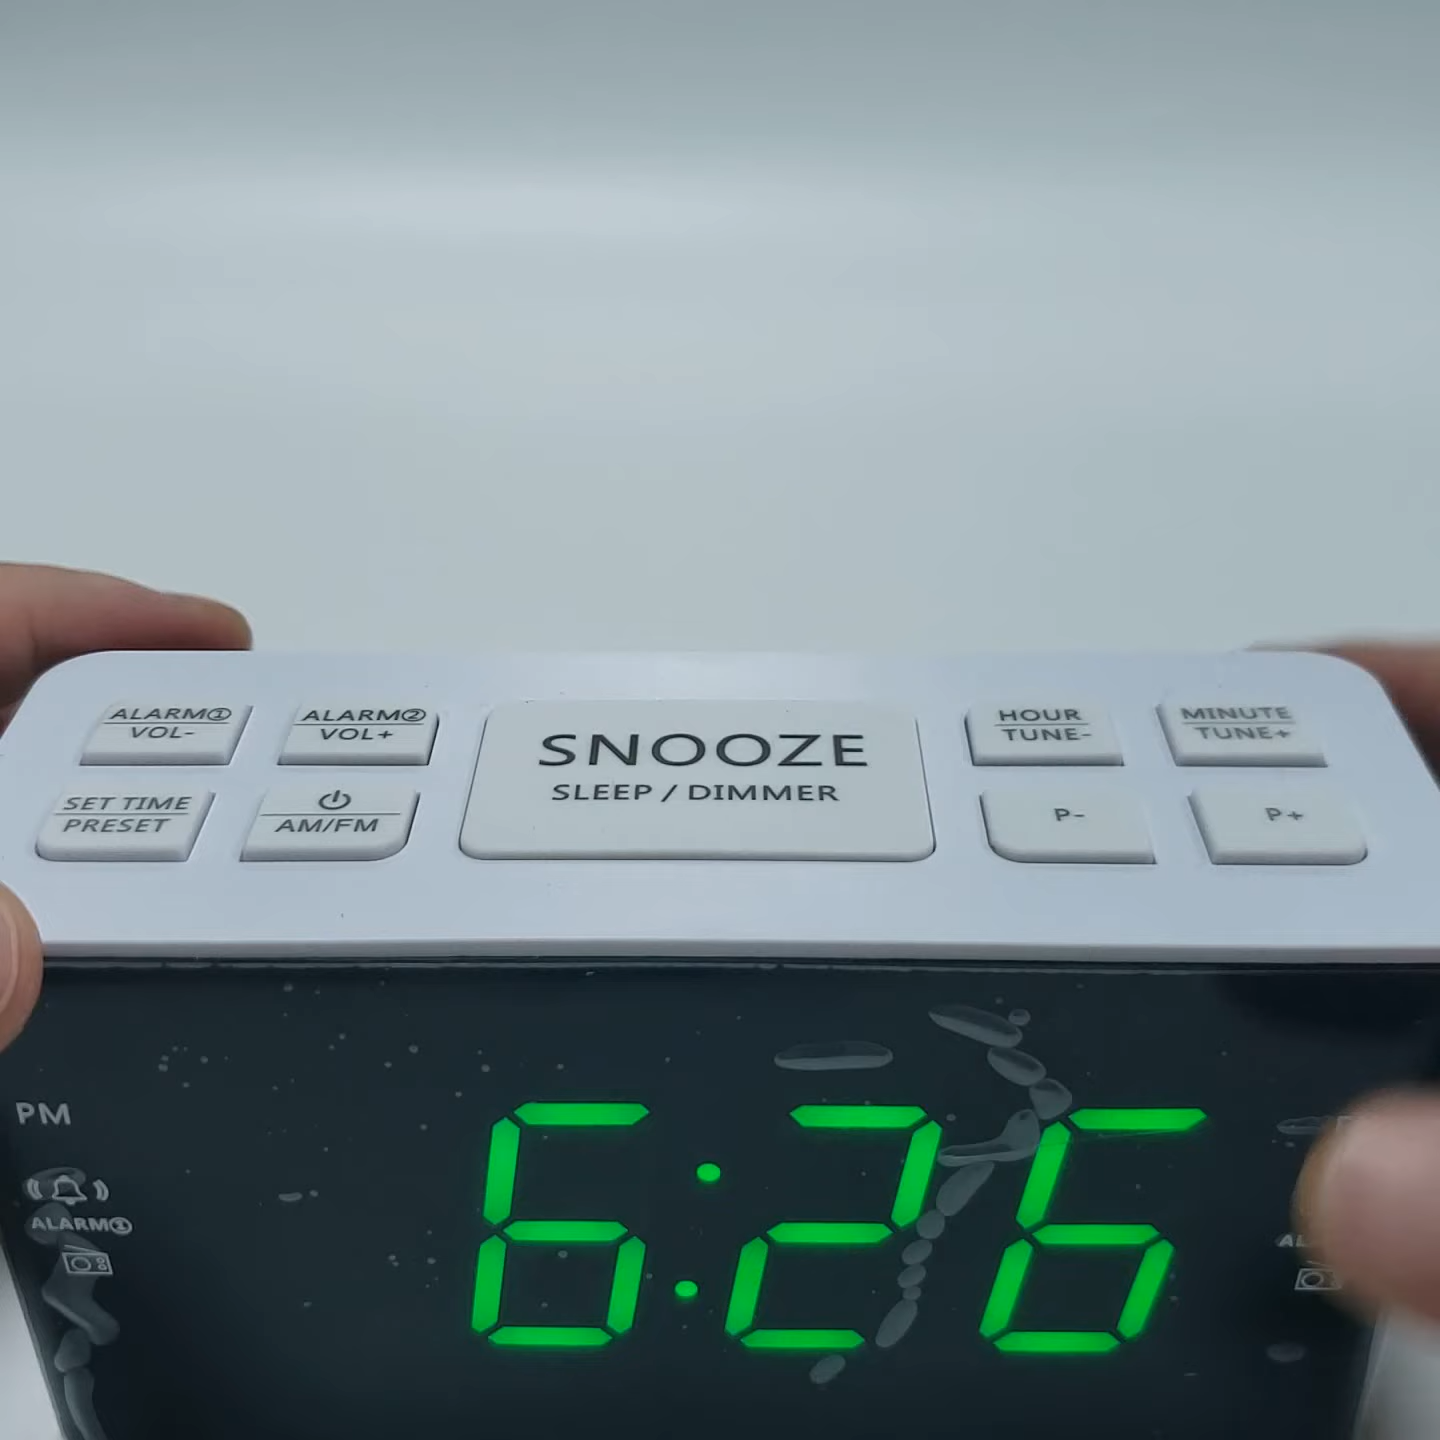 ALARM①
VOL-
ALARM②
VOL+
SNOOZE
SLEEP / DIMMER
HOUR
TUNE-
MINUTE
TUNE+
SET TIME
PRESET
AM/FM
P-
P+
PM
6:26
ALARM①